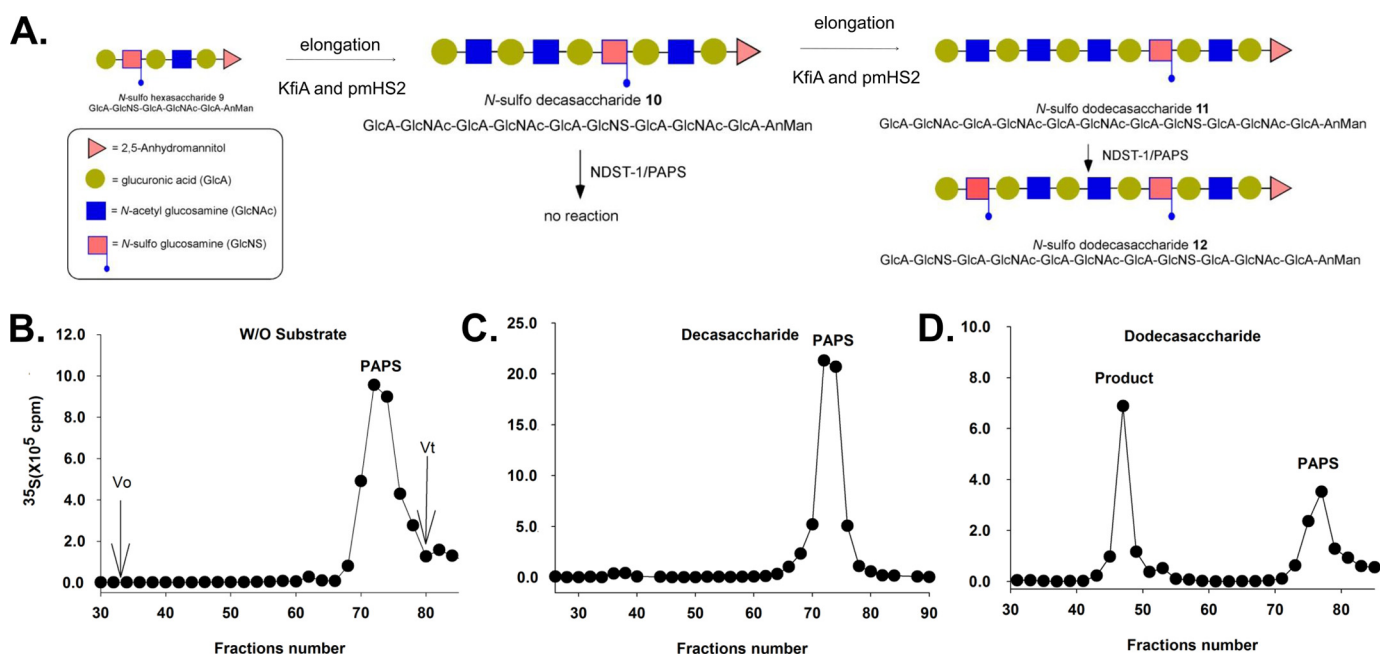 A.
elongation
KfiA and pmHS2
elongation
KfiA and pmHS2
N-sulfo hexasaccharide 9
GlcA-GlcNS-GlcA-GlcNAc-GlcA-AnMan
N-sulfo decasaccharide 10
GlcA-GlcNAc-GlcA-GlcNAc-GlcA-GlcNS-GlcA-GlcNAc-GlcA-AnMan
N-sulfo dodecasaccharide 11
GlcA-GlcNAc-GlcA-GlcNAc-GlcA-GlcNAc-GlcA-GlcNS-GlcA-GlcNAc-GlcA-AnMan
= 2,5-Anhydromannitol
= glucuronic acid (GlcA)
= N-acetyl glucosamine (GlcNAc)
= N-sulfo glucosamine (GlcNS)
NDST-1/PAPS
no reaction
NDST-1/PAPS
N-sulfo dodecasaccharide 12
GlcA-GlcNS-GlcA-GlcNAc-GlcA-GlcNAc-GlcA-GlcNS-GlcA-GlcNAc-GlcA-AnMan
B.
W/O Substrate
12.0
10.0
8.0
6.0
4.0
2.0
0.0
35S(X10^5 cpm)
PAPS
Vo
Vt
30 40 50 60 70 80
Fractions number
C.
Decasaccharide
25.0
20.0
15.0
10.0
5.0
0.0
PAPS
30 40 50 60 70 80 90
Fractions number
D.
Dodecasaccharide
10.0
8.0
6.0
4.0
2.0
0.0
Product
PAPS
30 40 50 60 70 80
Fractions number